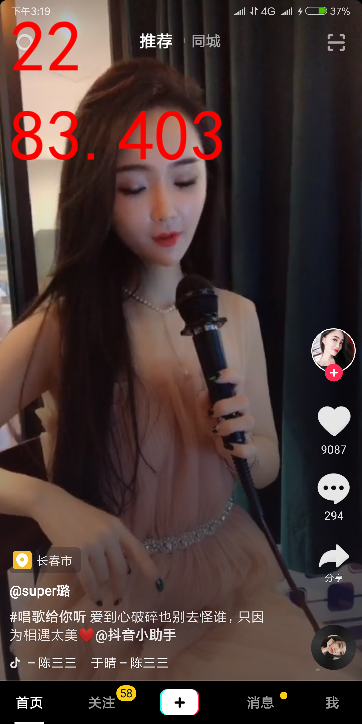 下午3:19
4G
37%
22
推荐
同城
83.403
9087
294
分享
长春市
@super璐
#唱歌给你听 爱到心破碎也别去怪谁，只因
为相遇太美❤️@抖音小助手
－陈三三 于晴－陈三三
首页
关注
58
消息
我